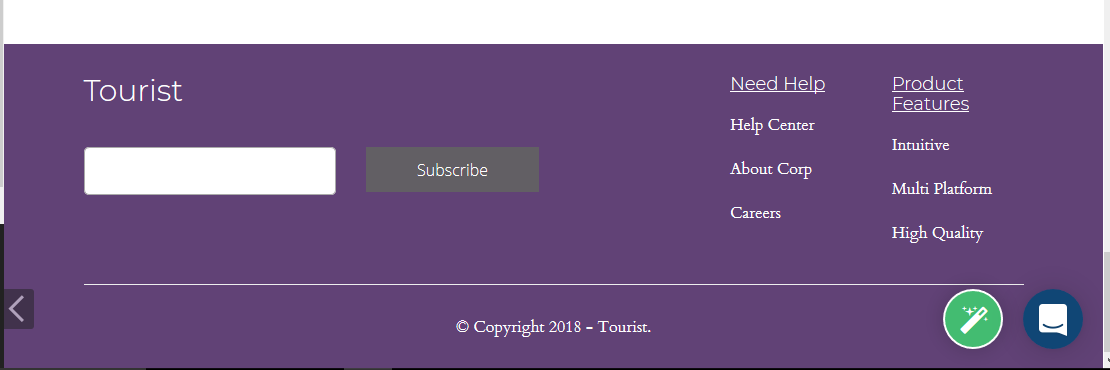 Tourist
Subscribe
Need Help
Help Center
About Corp
Careers
Product
Features
Intuitive
Multi Platform
High Quality
© Copyright 2018 - Tourist.